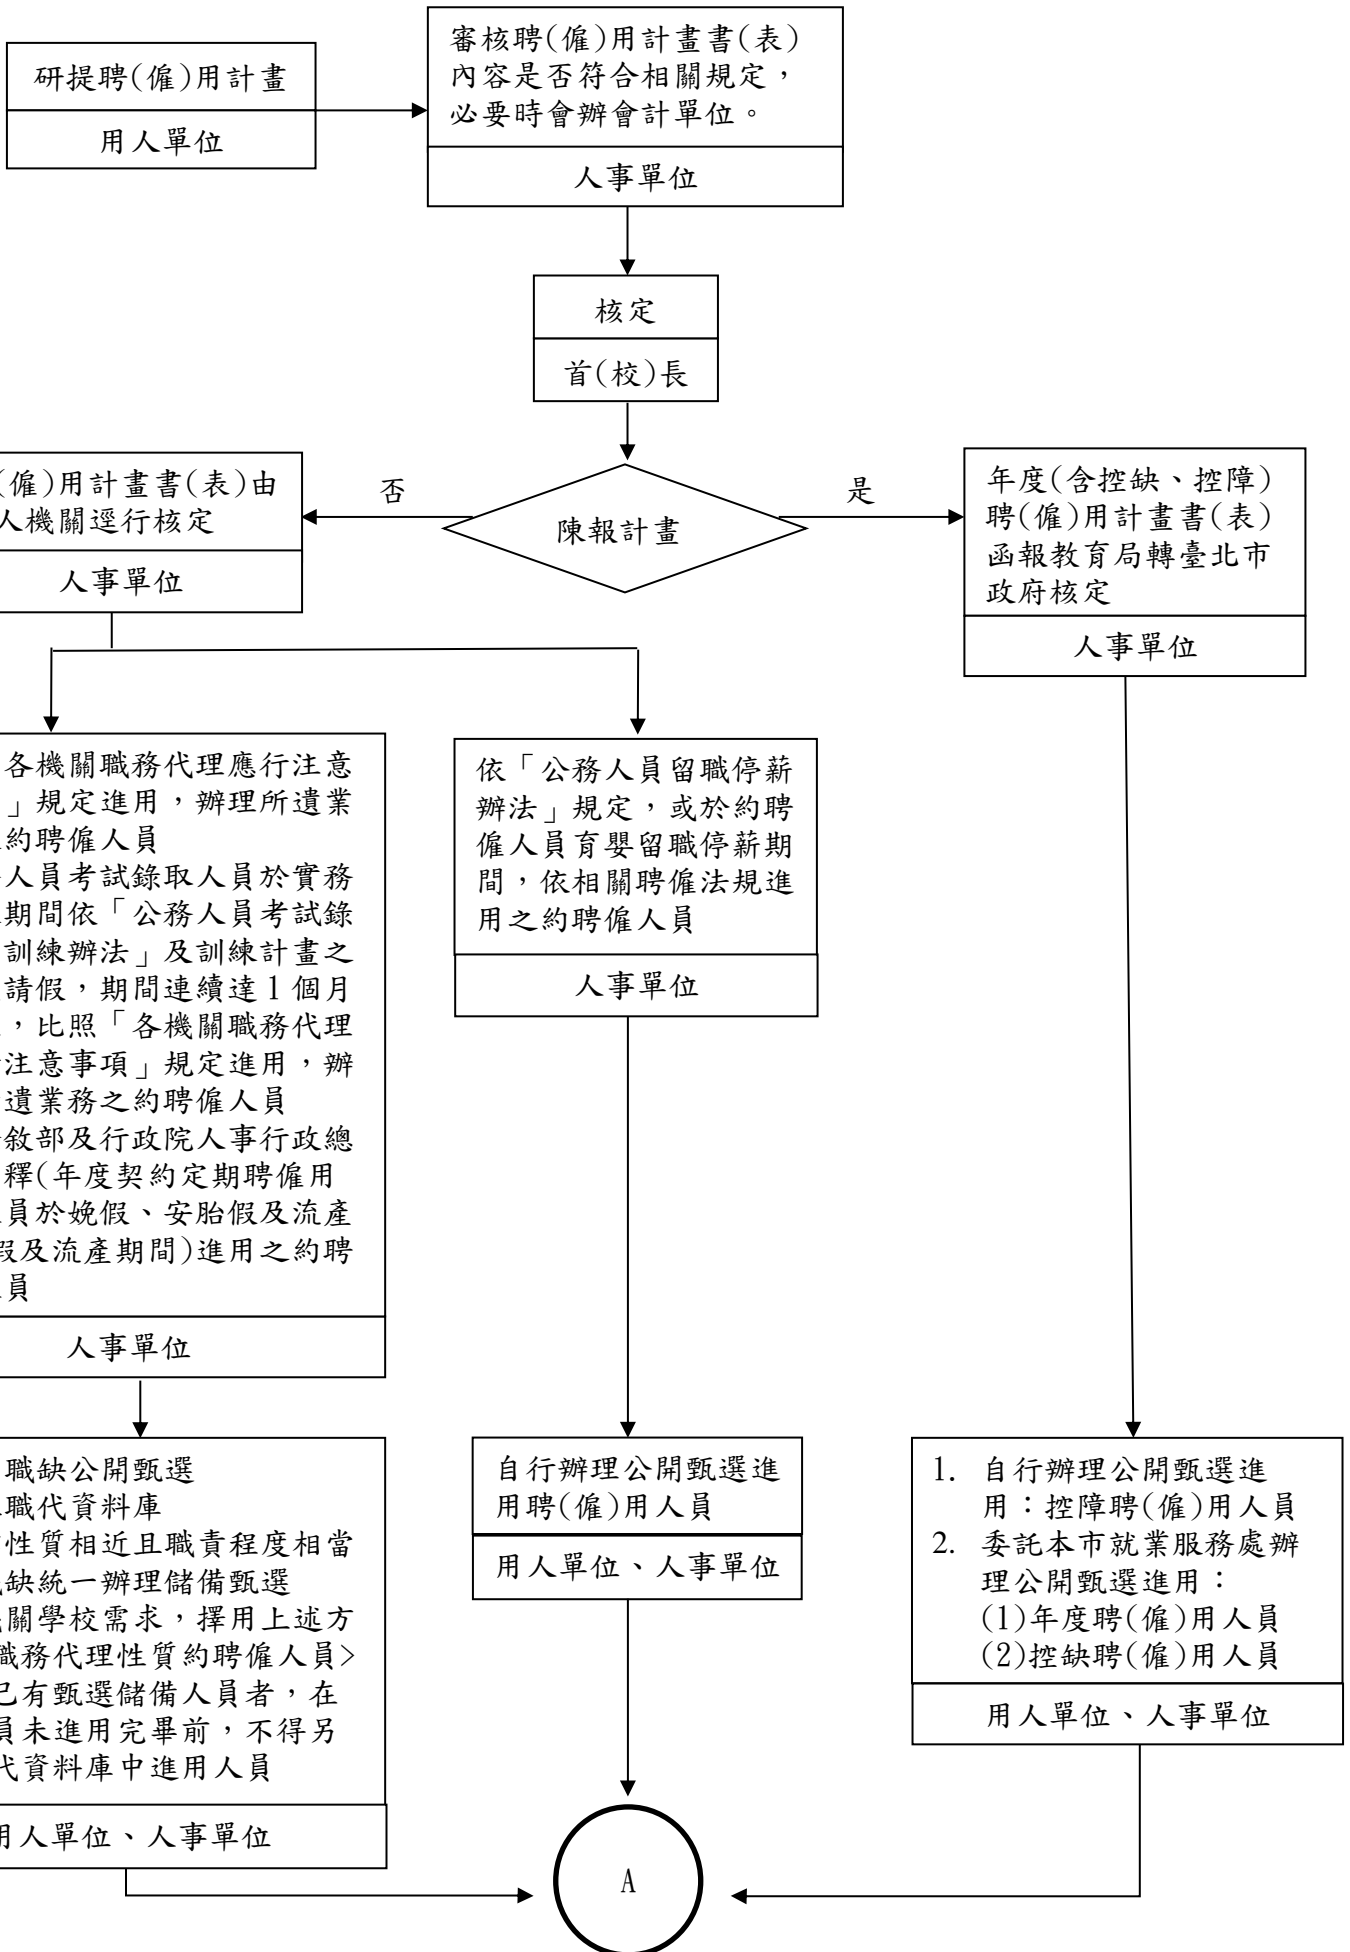 研提聘(僱)用計畫
用人單位
審核聘(僱)用計畫書(表)
內容是否符合相關規定，
必要時會辦會計單位。
人事單位
核定
首(校)長
陳報計畫
否
是
(僱)用計畫書(表)由
人機關逕行核定
人事單位
年度(含控缺、控障)
聘(僱)用計畫書(表)
函報教育局轉臺北市
政府核定
人事單位
各機關職務代理應行注意
」規定進用，辦理所遺業
約聘僱人員
人員考試錄取人員於實務
期間依「公務人員考試錄
訓練辦法」及訓練計畫之
請假，期間連續達1個月
，比照「各機關職務代理
注意事項」規定進用，辦
遺業務之約聘僱人員
敘部及行政院人事行政總
釋(年度契約定期聘僱用
員於娩假、安胎假及流產
假及流產期間)進用之約聘
員
人事單位
依「公務人員留職停薪
辦法」規定，或於約聘
僱人員育嬰留職停薪期
間，依相關聘僱法規進
用之約聘僱人員
人事單位
職缺公開甄選
職代資料庫
性質相近且職責程度相當
缺統一辦理儲備甄選
關學校需求，擇用上述方
職務代理性質約聘僱人員>
已有甄選儲備人員者，在
員未進用完畢前，不得另
代資料庫中進用人員
用人單位、人事單位
自行辦理公開甄選進
用聘(僱)用人員
用人單位、人事單位
1. 自行辦理公開甄選進
用：控障聘(僱)用人員
2. 委託本市就業服務處辦
理公開甄選進用：
(1)年度聘(僱)用人員
(2)控缺聘(僱)用人員
用人單位、人事單位
A